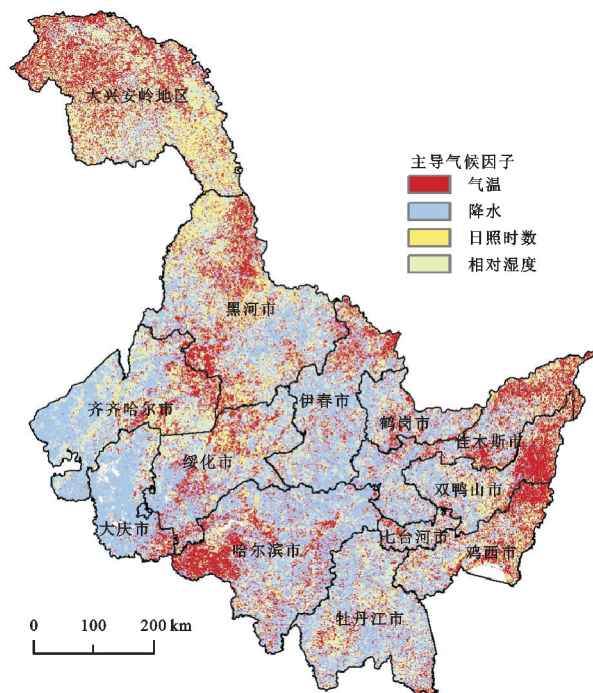 大兴安岭地区
主导气候因子
气温
降水
日照时数
相对湿度
黑河市
齐齐哈尔市
伊春市
鹤岗市
佳木斯市
绥化市
双鸭山市
大庆市
哈尔滨市
七台河市
鸡西市
牡丹江市
0 100 200 km